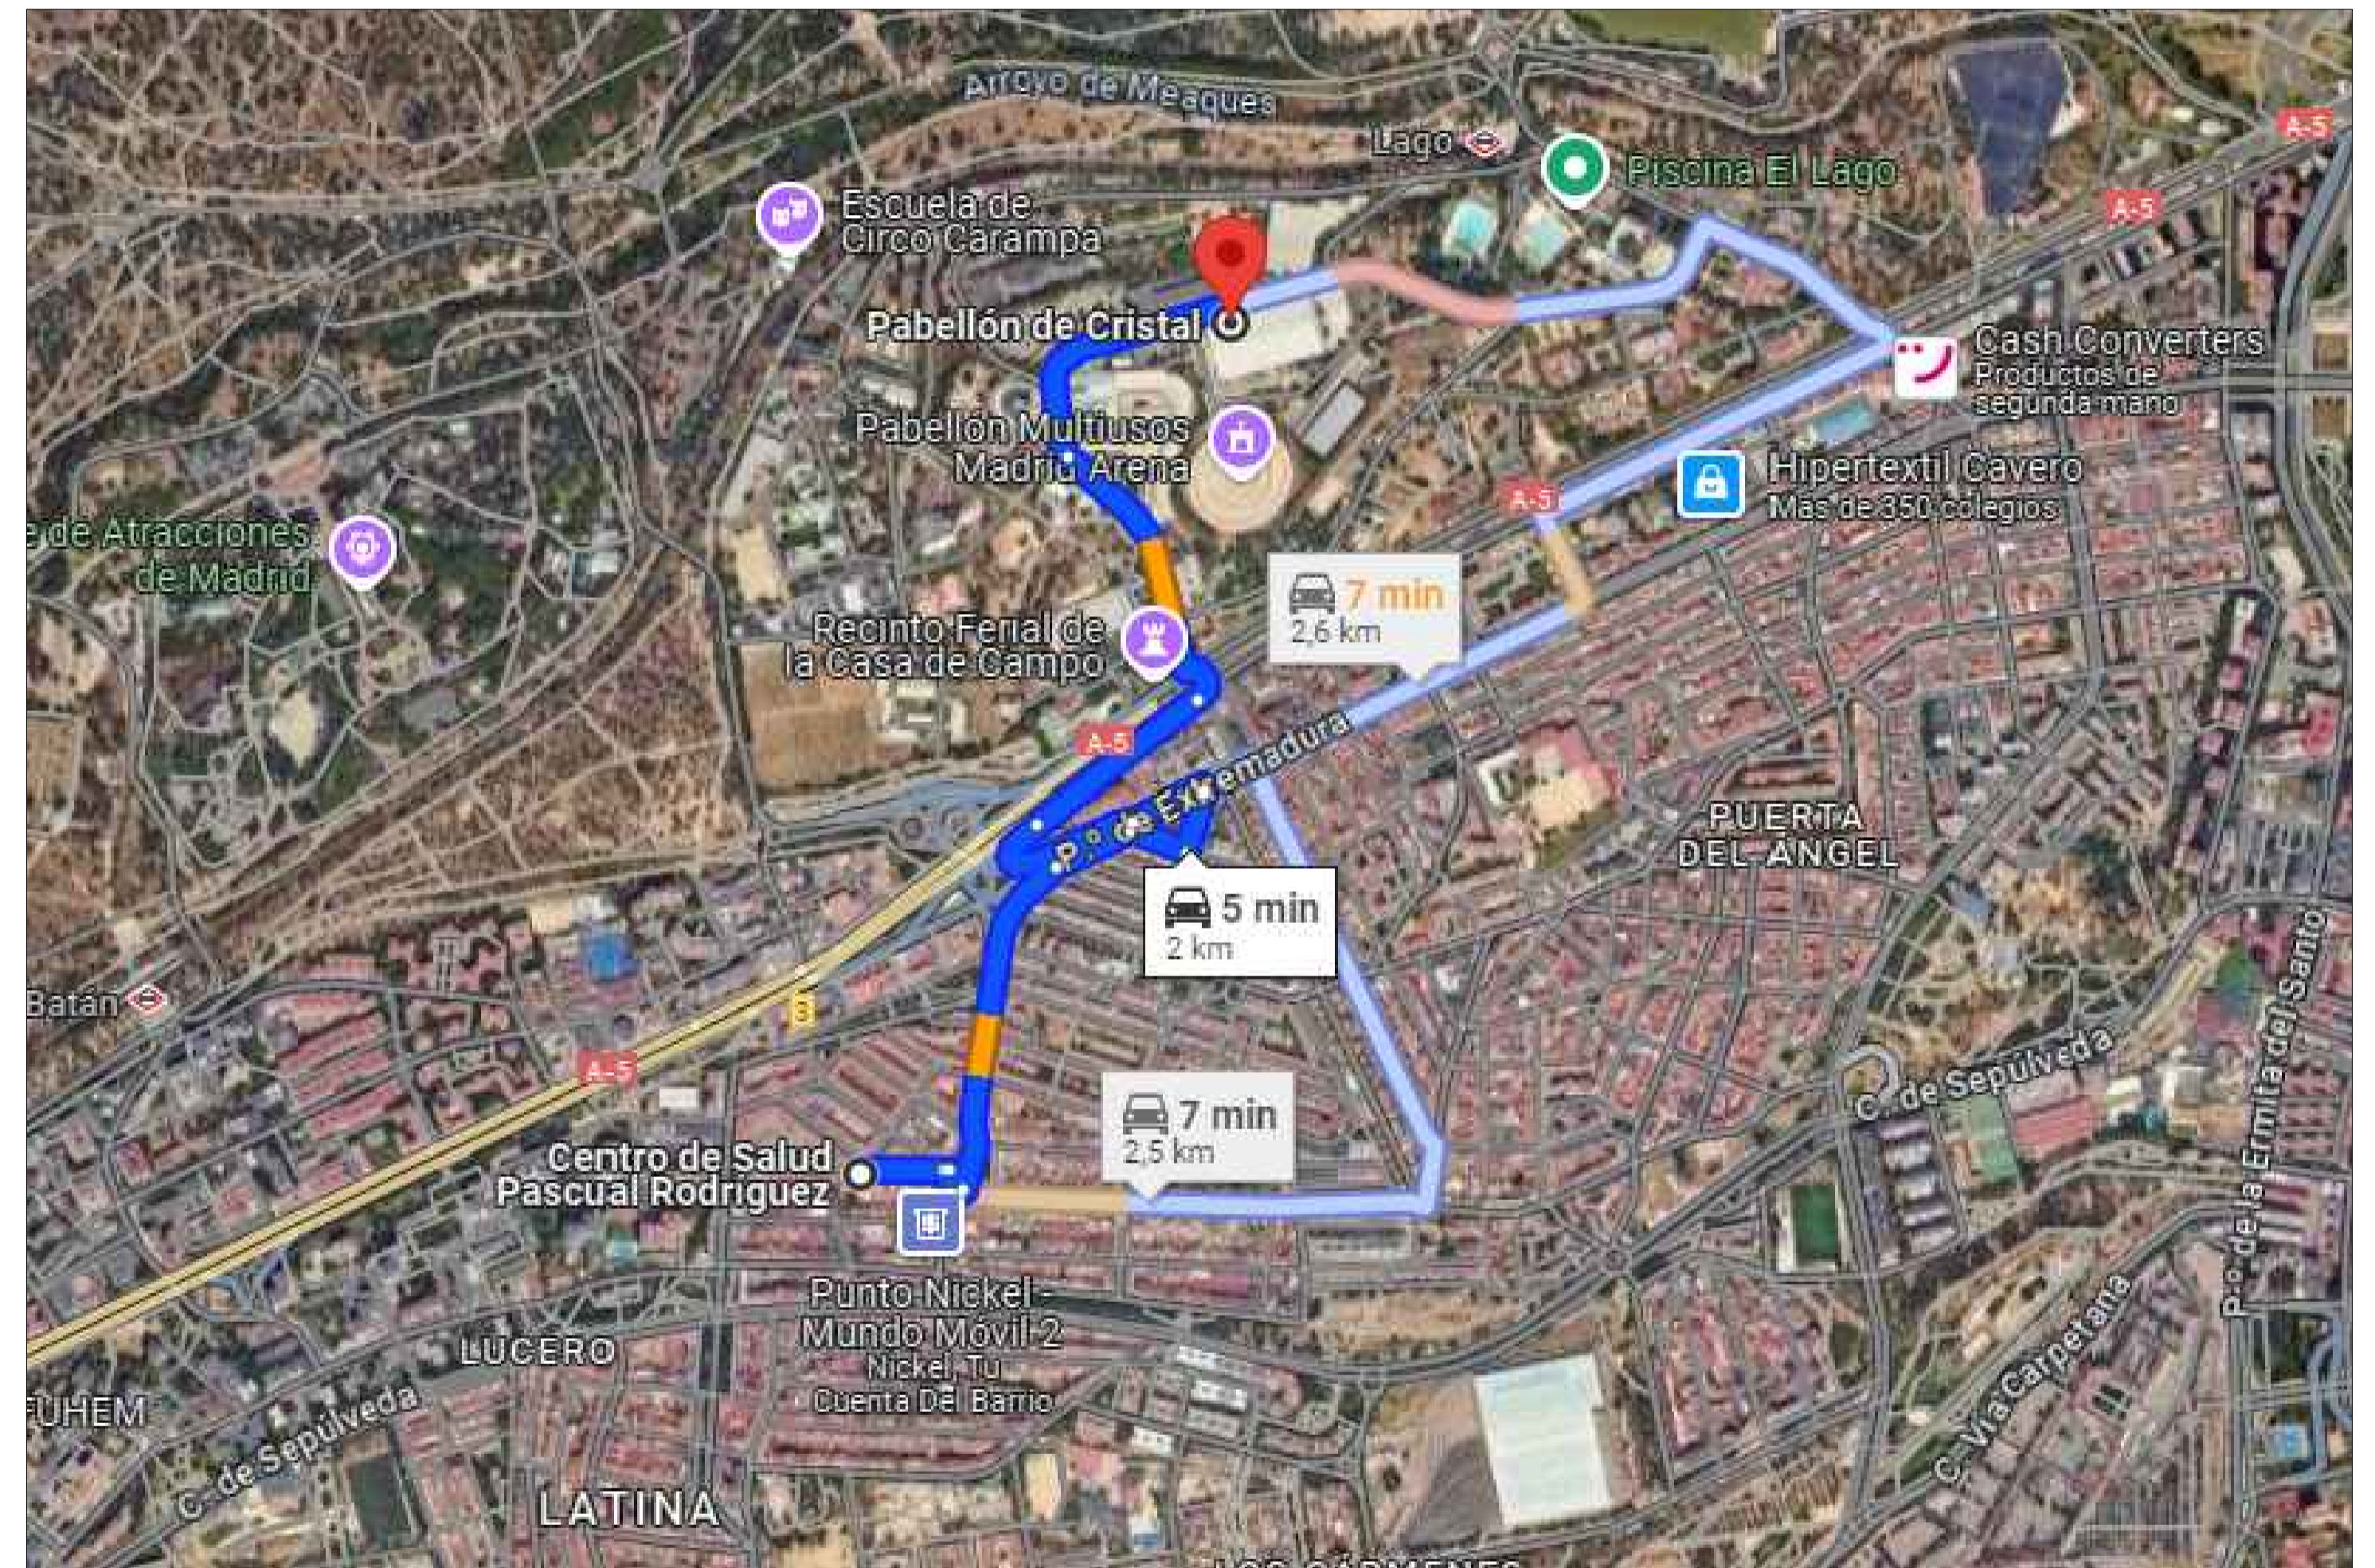 Arroyo de Meaques
A-5
Lago
Piscina El Lago
A-5
Escuela de
Circo Carampa
Pabellón de Cristal
Cash Converters
Productos de
segunda mano
Pabellón Multiusos
Madrid Arena
Hipertextil Cavero
Mas de 350 colegios
A-5
e de Atracciones
de Madrid
7 min
2,6 km
Recinto Ferial de
la Casa de Campo
A-5
P.º de Extremadura
PUERTA
DEL ÁNGEL
5 min
2 km
Batán
A-5
C. de Sepúlveda
P.º de la Ermita del Santo
7 min
2,5 km
Centro de Salud
Pascual Rodríguez
Punto Nickel -
Mundo Móvil 2
Nickel, Tu
Cuenta Del Barrio
LUCERO
C. Vía Carpetana
FUHEM
C. de Sepúlveda
LATINA